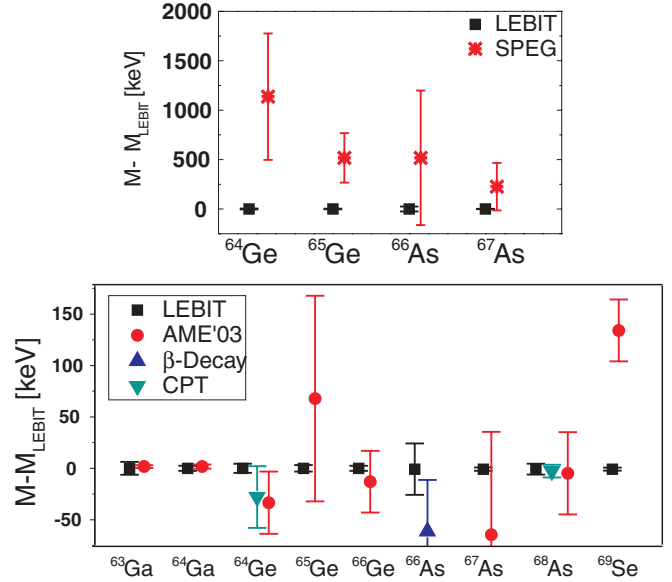 2000
1500
1000
500
0
M- M_LEBIT [keV]
LEBIT
SPEG
⁶⁴Ge ⁶⁵Ge ⁶⁶As ⁶⁷As
150
100
50
0
-50
M-M_LEBIT [keV]
LEBIT
AME'03
β-Decay
CPT
⁶³Ga ⁶⁴Ga ⁶⁴Ge ⁶⁵Ge ⁶⁶Ge ⁶⁶As ⁶⁷As ⁶⁸As ⁶⁹Se